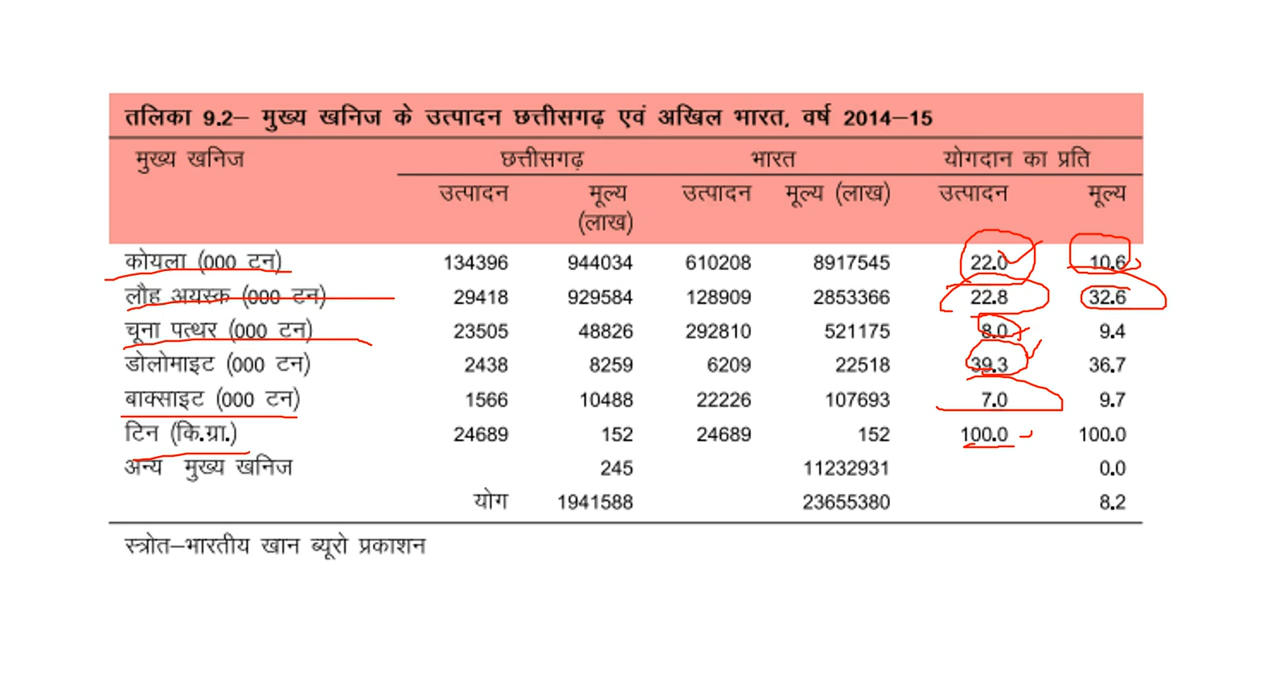 तलिका 9.2– मुख्य खनिज के उत्पादन छत्तीसगढ़ एवं अखिल भारत, वर्ष 2014–15
मुख्य खनिज छत्तीसगढ़ भारत योगदान का प्रति
उत्पादन मूल्य उत्पादन मूल्य (लाख) उत्पादन मूल्य
(लाख)
कोयला (000 टन) 134396 944034 610208 8917545 22.0 10.6
लौह अयस्क (000 टन) 29418 929584 128909 2853366 22.8 32.6
चूना पत्थर (000 टन) 23505 48826 292810 521175 8.0 9.4
डोलोमाइट (000 टन) 2438 8259 6209 22518 39.3 36.7
बाक्साइट (000 टन) 1566 10488 22226 107693 7.0 9.7
टिन (कि.ग्रा.) 24689 152 24689 152 100.0 100.0
अन्य मुख्य खनिज 245 11232931 0.0
योग 1941588 23655380 8.2
स्त्रोत–भारतीय खान ब्यूरो प्रकाशन